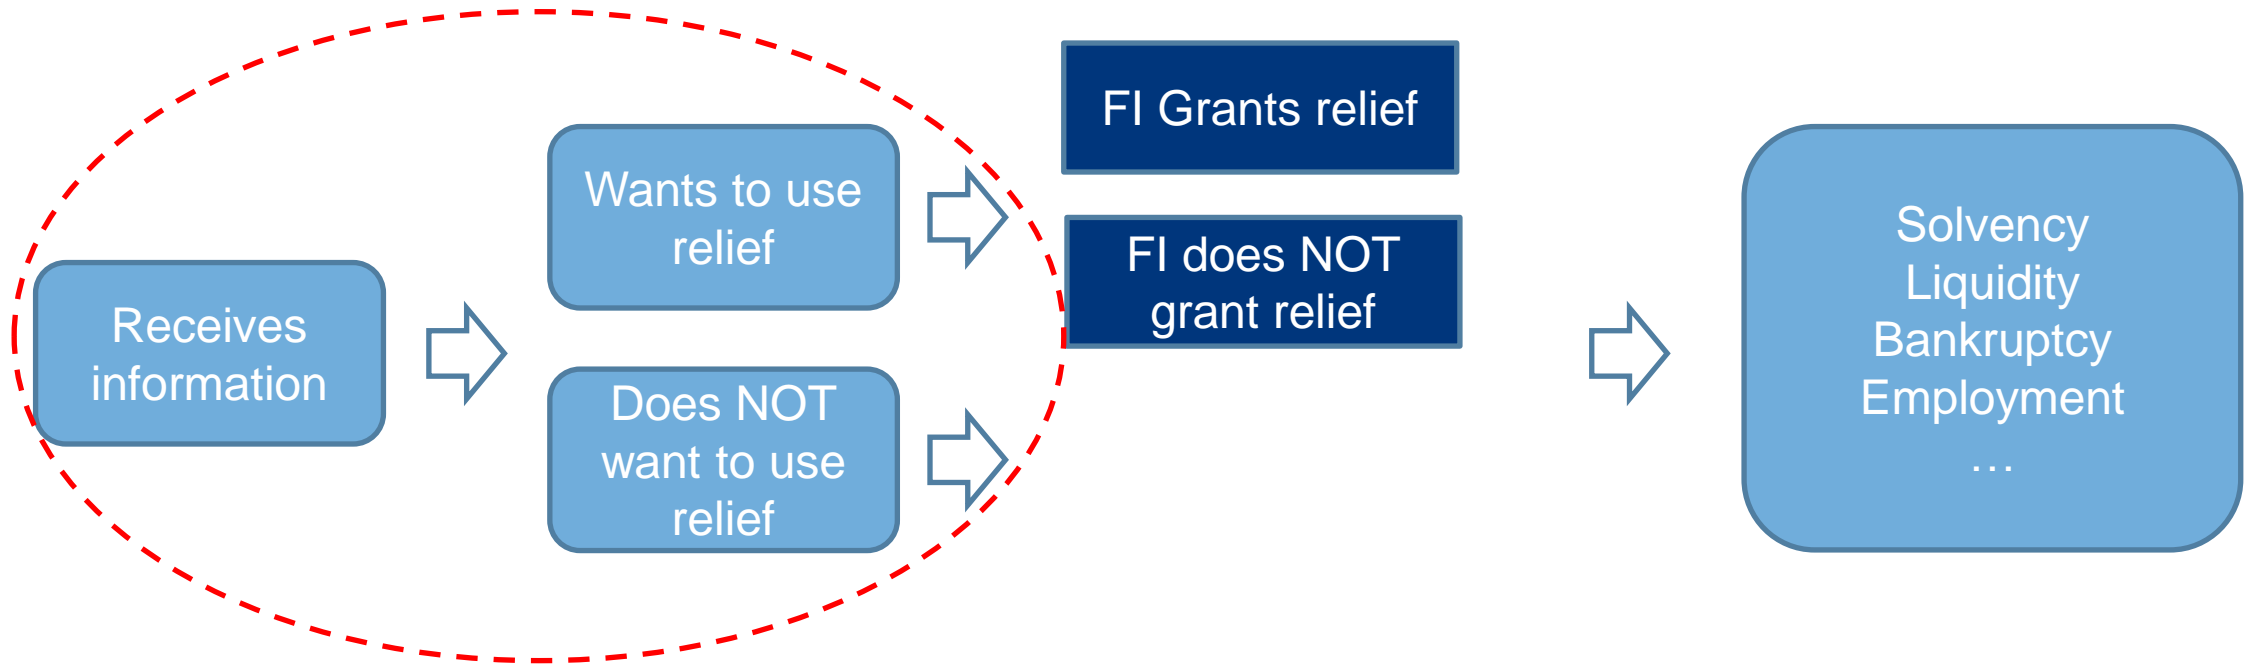 Receives
information
Wants to use
relief
Does NOT
want to use
relief
FI Grants relief
FI does NOT
grant relief
Solvency
Liquidity
Bankruptcy
Employment
…